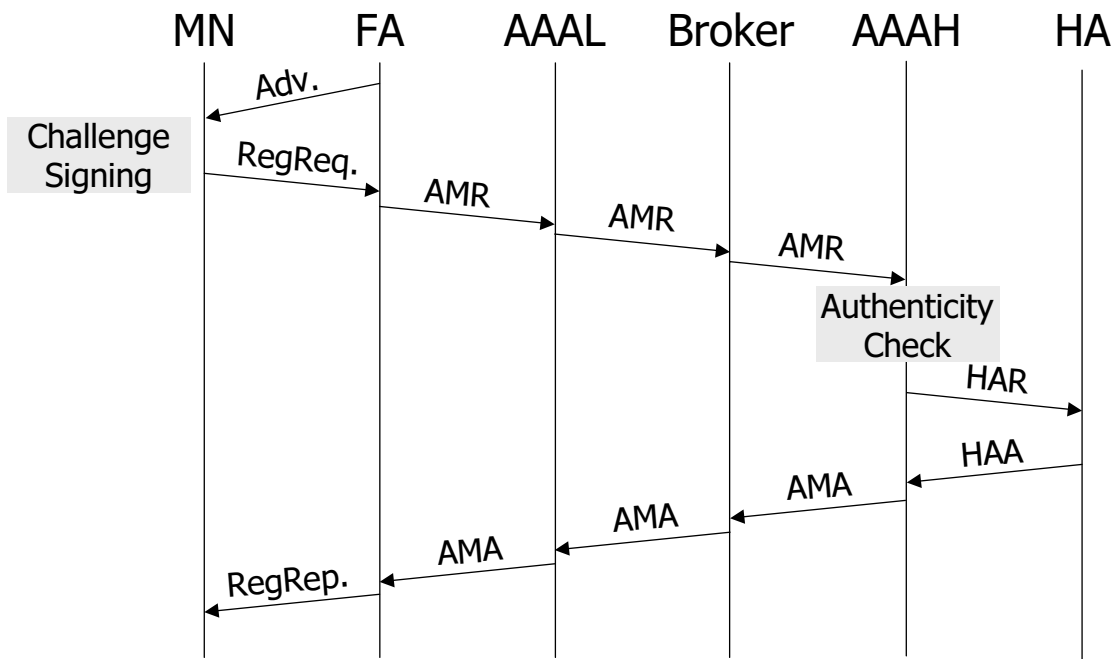 MN FA AAAL Broker AAAH HA
Adv.
Challenge
Signing
RegReq.
AMR
AMR
AMR
Authenticity
Check
HAR
HAA
AMA
AMA
AMA
RegRep.